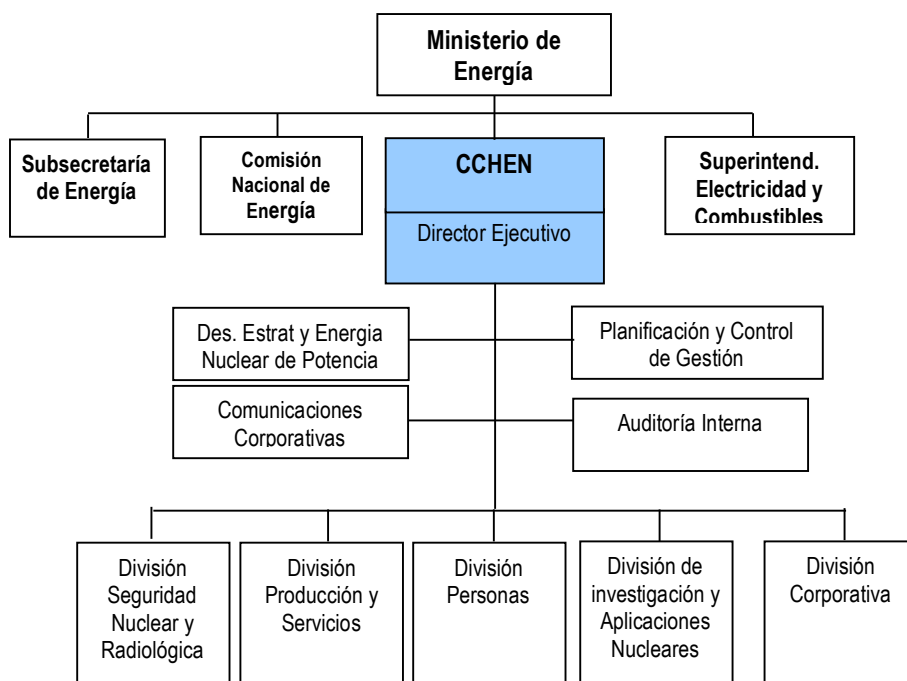 Ministerio de
Energía
Subsecretaría
de Energía
Comisión
Nacional de
Energía
CCHEN
Director Ejecutivo
Superintend.
Electricidad y
Combustibles
Des. Estrat y Energia
Nuclear de Potencia
Planificación y Control
de Gestión
Comunicaciones
Corporativas
Auditoría Interna
División
Seguridad
Nuclear y
Radiológica
División
Producción y
Servicios
División
Personas
División de
investigación y
Aplicaciones
Nucleares
División
Corporativa